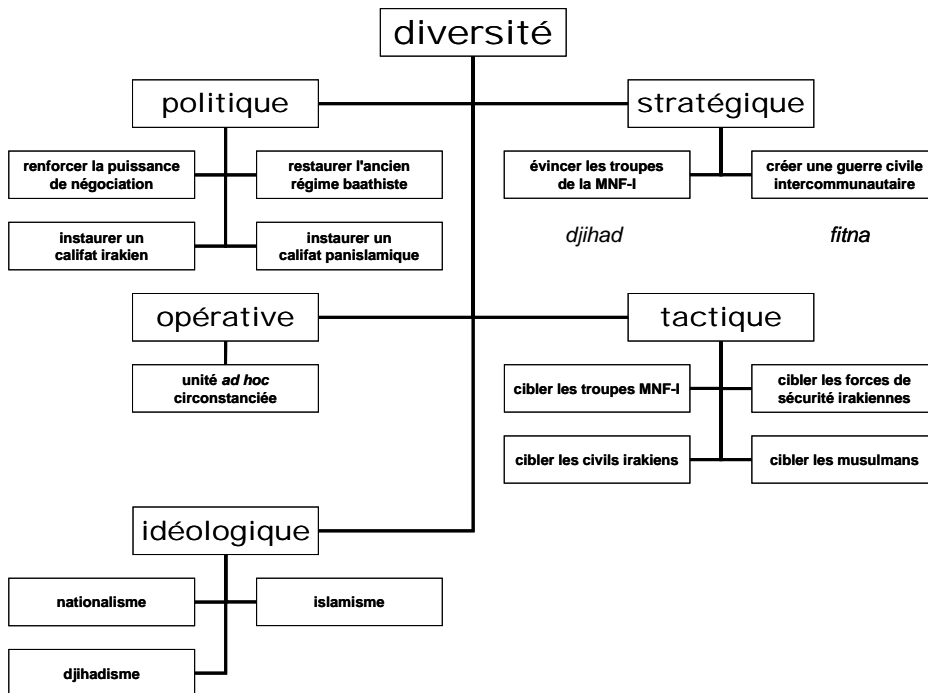 diversité
politique
renforcer la puissance
de négociation
restaurer l'ancien
régime baathiste
instaurer un
califat irakien
instaurer un
califat panislamique
stratégique
évincer les troupes
de la MNF-I
créer une guerre civile
intercommunautaire
djihad
fitna
opérative
unité ad hoc
circonstanciée
tactique
cibler les troupes MNF-I
cibler les forces de
sécurité irakiennes
cibler les civils irakiens
cibler les musulmans
idéologique
nationalisme
islamisme
djihadisme